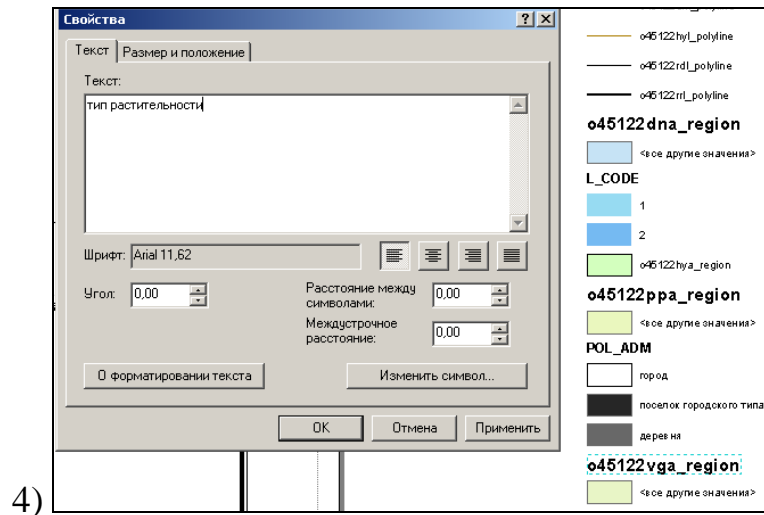 Свойства
Текст Размер и положение
Текст:
тип растительности
Шрифт: Arial 11,62
Угол: 0,00
Расстояние между символами: 0,00
Междустрочное расстояние: 0,00
О форматировании текста
Изменить символ...
OK Отмена Применить
o45122hyl_polyline
o45122rdl_polyline
o45122rrl_polyline
o45122dna_region
<все другие значения>
L_CODE
1
2
o45122hya_region
o45122ppa_region
<все другие значения>
POL_ADM
город
поселок городского типа
деревня
o45122vga_region
<все другие значения>
4)